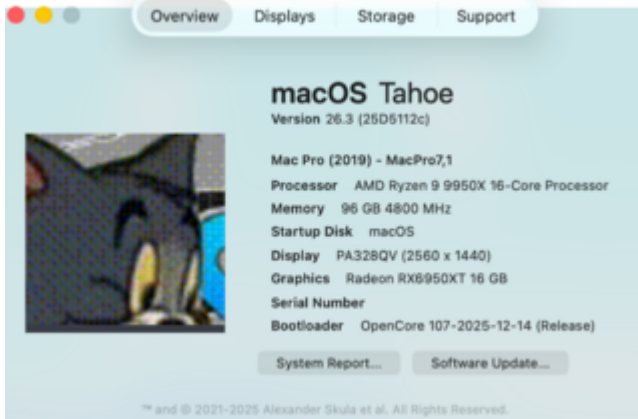 Overview Displays Storage Support
macOS Tahoe
Version 26.3 (25D5112c)
Mac Pro (2019) - MacPro7,1
Processor AMD Ryzen 9 9950X 16-Core Processor
Memory 96 GB 4800 MHz
Startup Disk macOS
Display PA328QV (2560 x 1440)
Graphics Radeon RX6950XT 16 GB
Serial Number
Bootloader OpenCore 107-2025-12-14 (Release)
System Report... Software Update...
™ and © 2021-2025 Alexander Skula et al. All Rights Reserved.